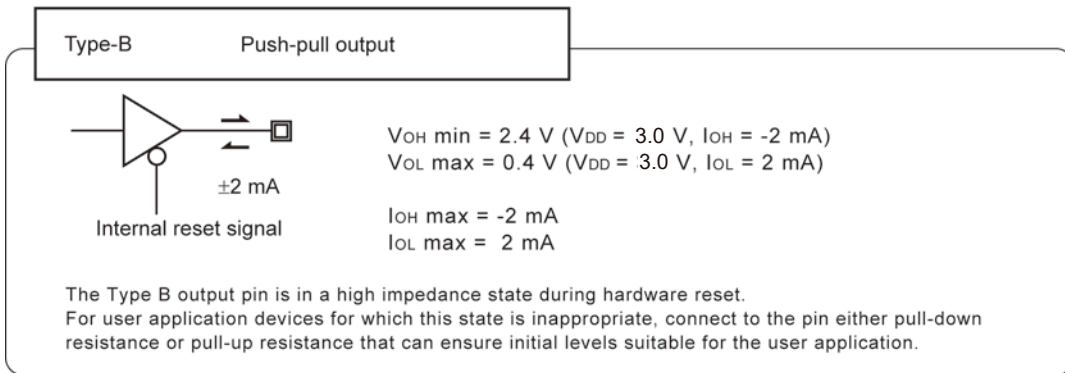 Type-B Push-pull output
VOH min = 2.4 V (VDD = 3.0 V, IOH = -2 mA)
VOL max = 0.4 V (VDD = 3.0 V, IOL = 2 mA)
±2 mA
Internal reset signal
IOH max = -2 mA
IOL max = 2 mA
The Type B output pin is in a high impedance state during hardware reset.
For user application devices for which this state is inappropriate, connect to the pin either pull-down
resistance or pull-up resistance that can ensure initial levels suitable for the user application.